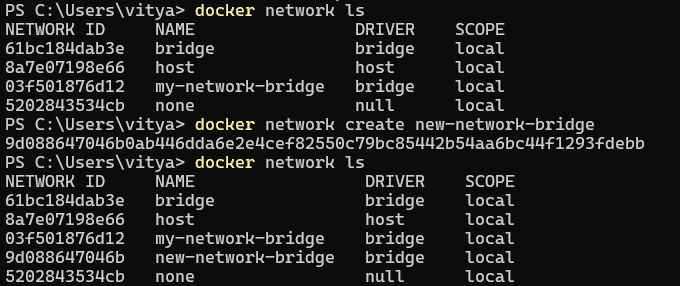 PS C:\Users\vitya> docker network ls
NETWORK ID     NAME                DRIVER    SCOPE
61bc184dab3e   bridge              bridge    local
8a7e07198e66   host                host      local
03f501876d12   my-network-bridge   bridge    local
5202843534cb   none                null      local
PS C:\Users\vitya> docker network create new-network-bridge
9d088647046b0ab446dda6e2e4cef82550c79bc85442b54aa6bc44f1293fdebb
PS C:\Users\vitya> docker network ls
NETWORK ID     NAME                 DRIVER    SCOPE
61bc184dab3e   bridge               bridge    local
8a7e07198e66   host                 host      local
03f501876d12   my-network-bridge    bridge    local
9d088647046b   new-network-bridge   bridge    local
5202843534cb   none                 null      local